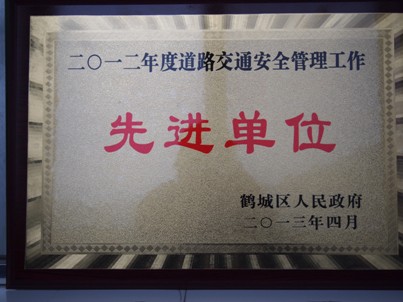 二〇一二年度道路交通安全管理工作
先进单位
鹤城区人民政府
二〇一三年四月